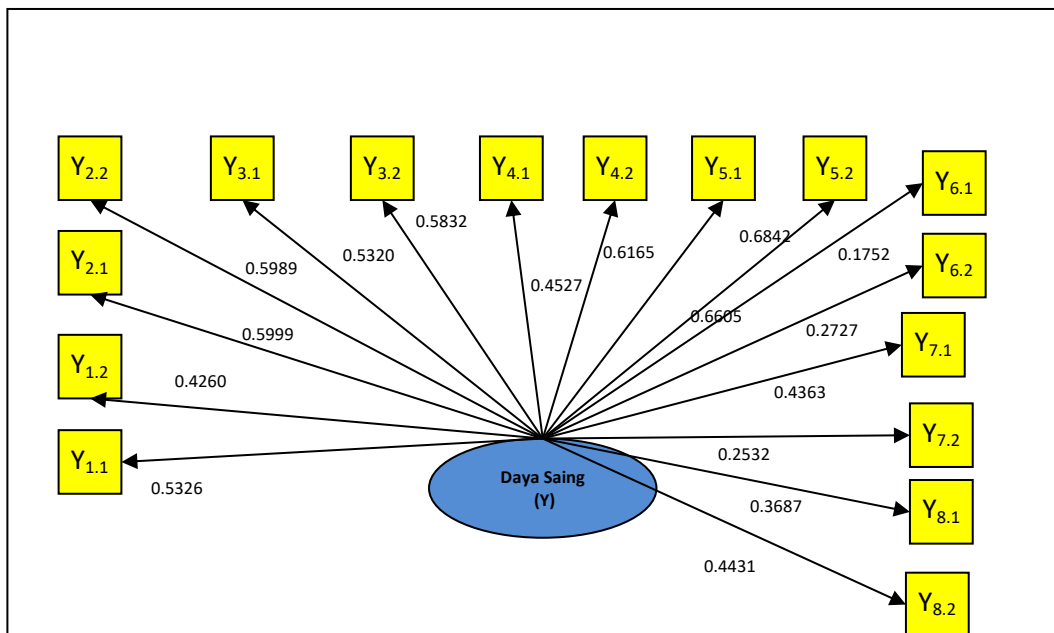 Y2.2
Y3.1
Y3.2
Y4.1
Y4.2
Y5.1
Y5.2
Y6.1
0.5832
0.5320
0.5989
0.4527
0.6165
0.6842
0.1752
Y2.1
Y6.2
0.5999
0.6605
0.2727
Y7.1
Y1.2
0.4260
0.4363
Y7.2
Y1.1
0.5326
0.2532
Daya Saing
(Y)
0.3687
Y8.1
0.4431
Y8.2